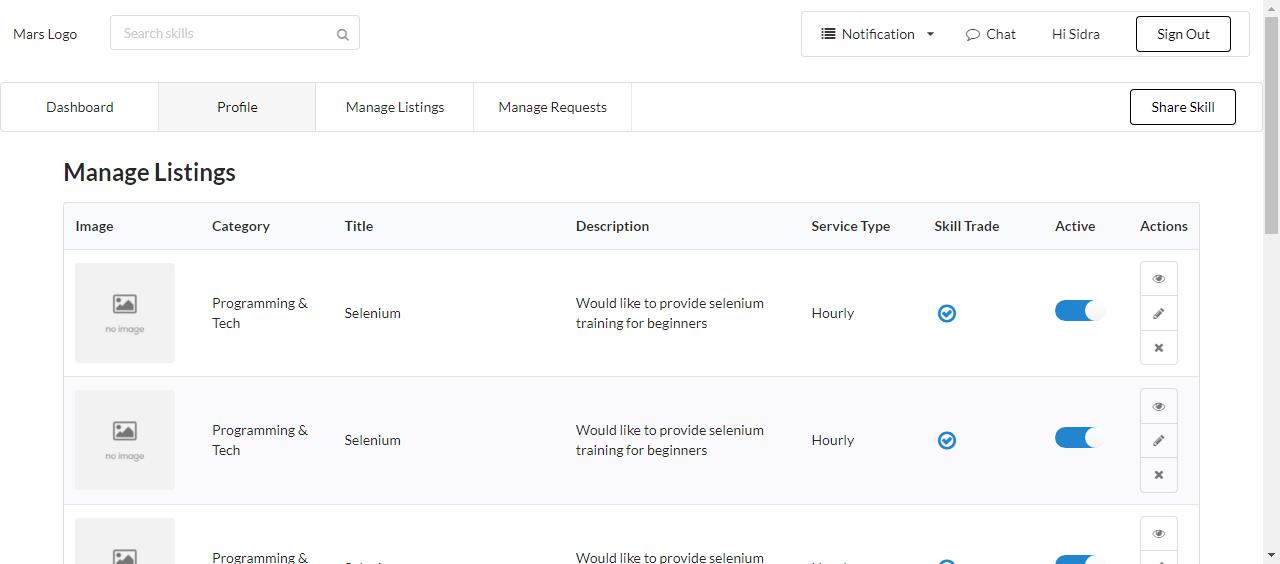 Mars Logo
Search skills
Notification
Chat
Hi Sidra
Sign Out
Dashboard
Profile
Manage Listings
Manage Requests
Share Skill
Manage Listings
Image
Category
Title
Description
Service Type
Skill Trade
Active
Actions
no image
Programming &
Tech
Selenium
Would like to provide selenium
training for beginners
Hourly
no image
Programming &
Tech
Selenium
Would like to provide selenium
training for beginners
Hourly
Programming &
Selenium
Would like to provide selenium